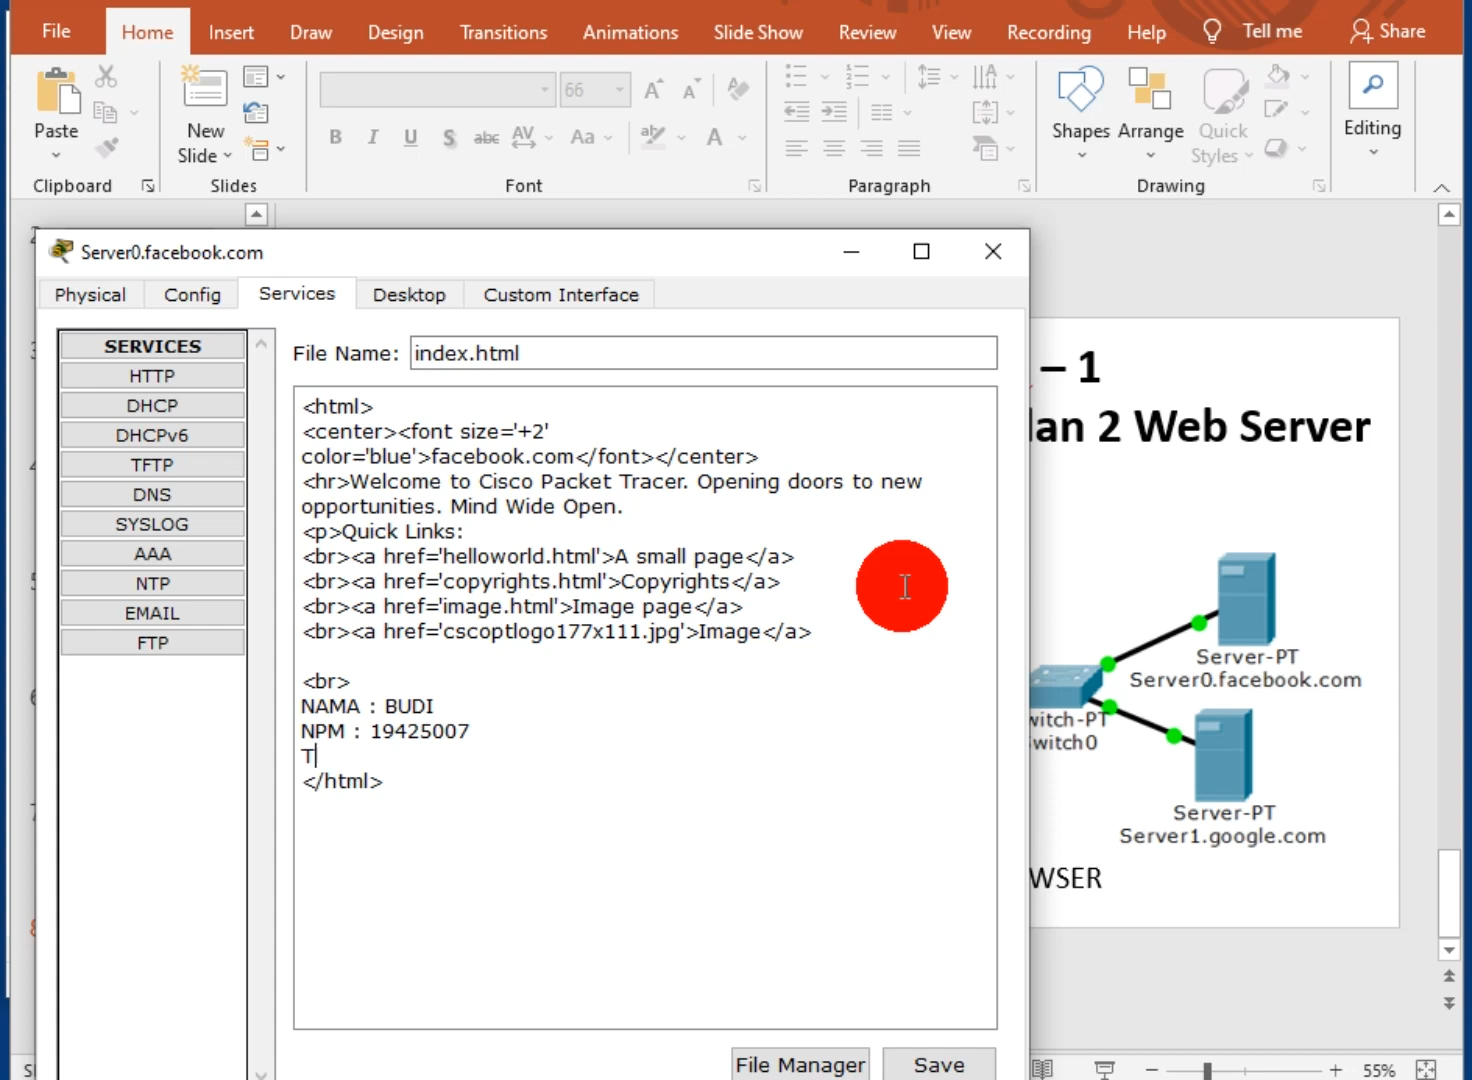 File Home Insert Draw Design Transitions Animations Slide Show Review View Recording Help Tell me Share
Paste
New
Slide
66
B I U S abc AV Aa A
Shapes Arrange Quick
Styles
Editing
Clipboard Slides Font Paragraph Drawing
Server0.facebook.com
Physical Config Services Desktop Custom Interface
SERVICES
HTTP
DHCP
DHCPv6
TFTP
DNS
SYSLOG
AAA
NTP
EMAIL
FTP
File Name: index.html
<html>
<center><font size='+2'
color='blue'>facebook.com</font></center>
<hr>Welcome to Cisco Packet Tracer. Opening doors to new
opportunities. Mind Wide Open.
<p>Quick Links:
<br><a href='helloworld.html'>A small page</a>
<br><a href='copyrights.html'>Copyrights</a>
<br><a href='image.html'>Image page</a>
<br><a href='cscoptlogo177x111.jpg'>Image</a>
<br>
NAMA : BUDI
NPM : 19425007
T
</html>
File Manager Save
– 1
lan 2 Web Server
Server-PT
Server0.facebook.com
witch-PT
witch0
Server-PT
Server1.google.com
WSER
55%